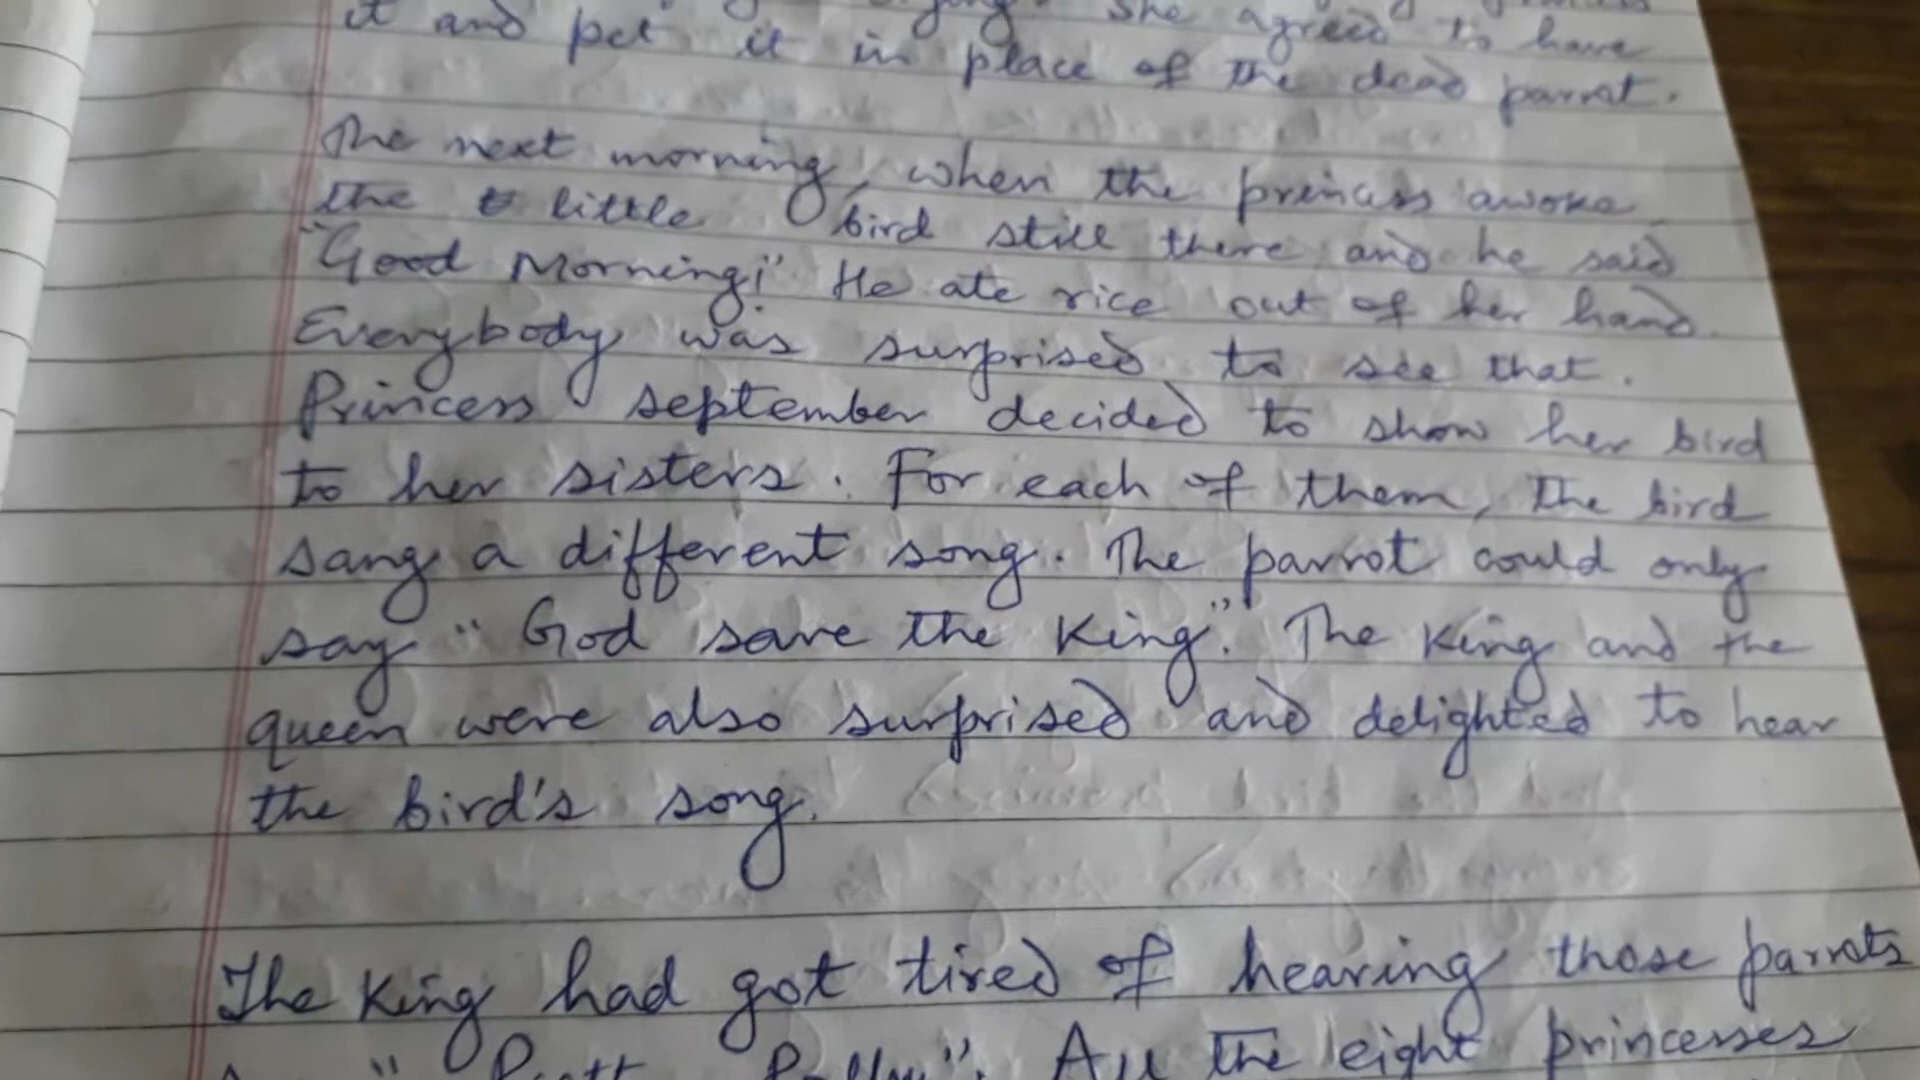 She agreed to have
it and pet it in place of the dead parrot.
The next morning, when the princess awoke
the little bird still there and he said
"Good Morning!" He ate rice out of her hand.
Everybody was surprised to see that.
Princess september decided to show her bird
to her sisters. For each of them, The bird
sang a different song. The parrot could only
say "God save the King". The King and the
queen were also surprised and delighted to hear
the bird's song.
The King had got tired of hearing those parrots
All the eight princesses